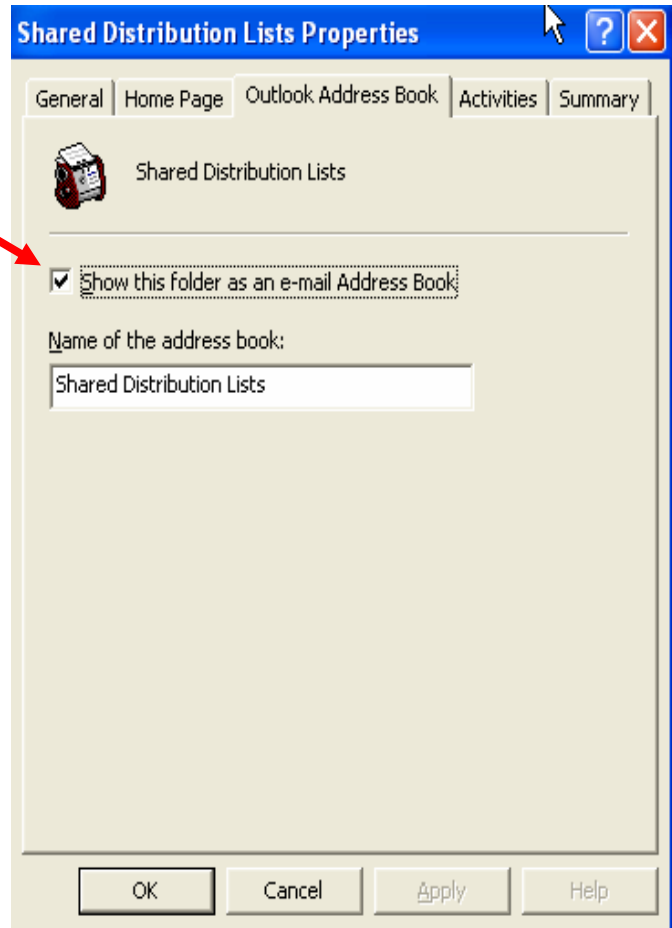 Shared Distribution Lists Properties
General Home Page Outlook Address Book Activities Summary
Shared Distribution Lists
Show this folder as an e-mail Address Book
Name of the address book:
Shared Distribution Lists
OK Cancel Apply Help